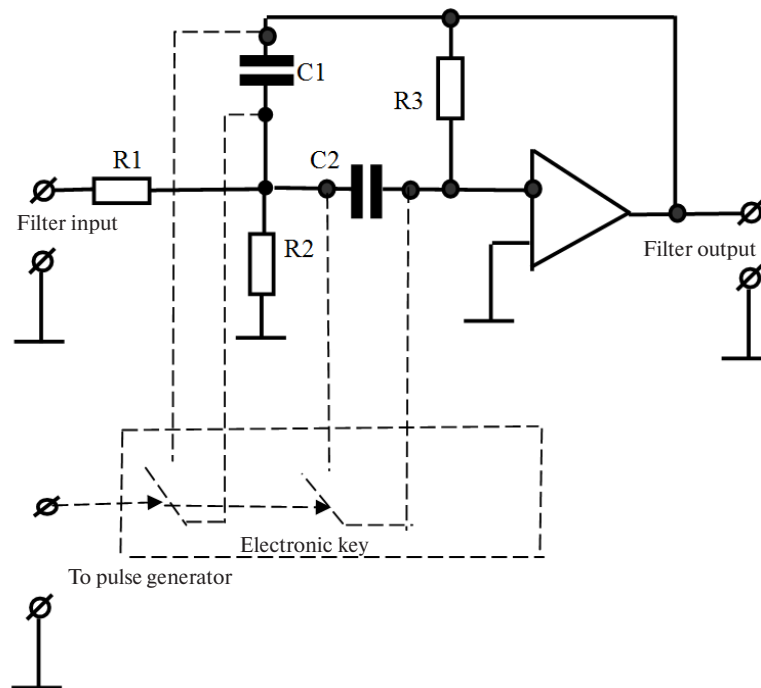 C1
R3
R1
C2
Filter input
R2
Filter output
Electronic key
To pulse generator